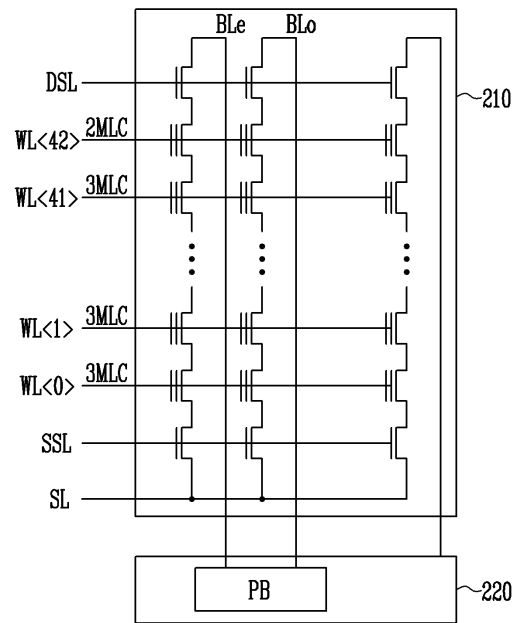 BLe BLo
DSL
210
WL<42> 2MLC
WL<41> 3MLC
WL<1> 3MLC
WL<0> 3MLC
SSL
SL
PB
220